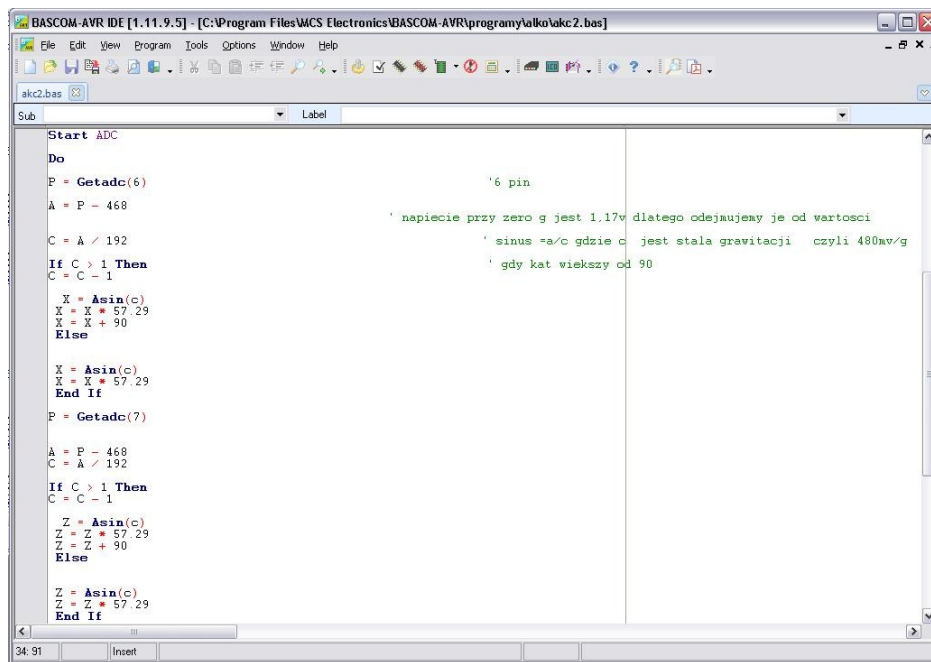 BASCOM-AVR IDE [1.11.9.5] - [C:\Program Files\MCS Electronics\BASCOM-AVR\programy\alko\akc2.bas]
File Edit View Program Tools Options Window Help
akc2.bas
Sub Label
Start ADC
Do
P = Getadc(6) '6 pin
A = P - 468
' napiecie przy zero g jest 1,17v dlatego odejmujemy je od wartosci
C = A / 192 ' sinus =a/c gdzie c jest stala grawitacji czyli 480mv/g
If C > 1 Then ' gdy kat wiekszy od 90
C = C - 1
X = Asin(c)
X = X * 57.29
X = X + 90
Else
X = Asin(c)
X = X * 57.29
End If
P = Getadc(7)
A = P - 468
C = A / 192
If C > 1 Then
C = C - 1
Z = Asin(c)
Z = Z * 57.29
Z = Z + 90
Else
Z = Asin(c)
Z = Z * 57.29
End If
34: 91 Insert